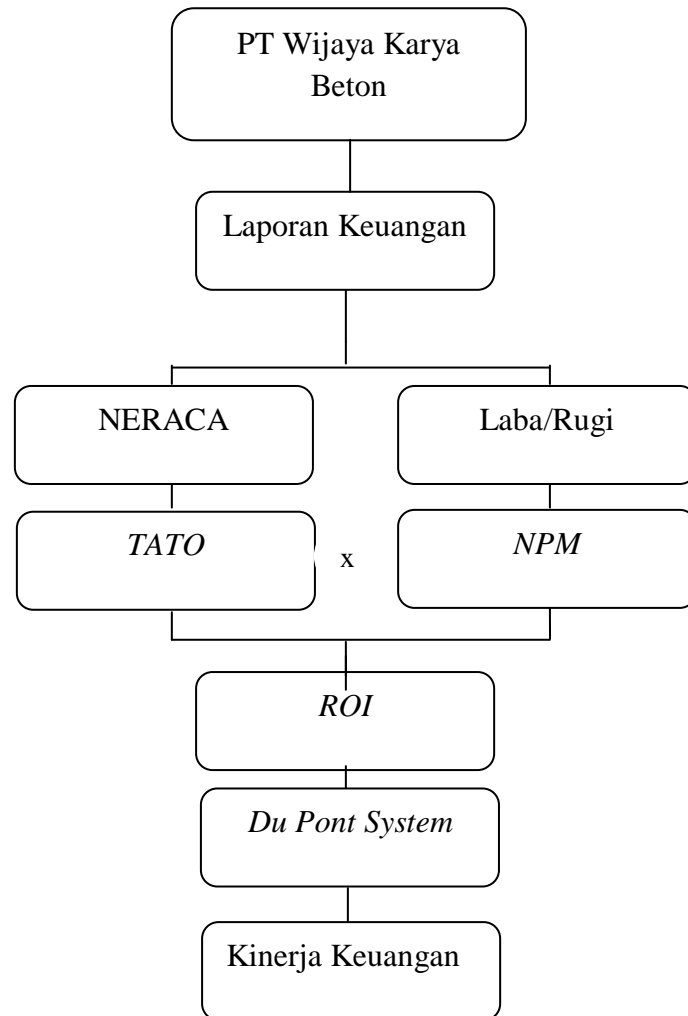 PT Wijaya Karya
Beton
Laporan Keuangan
NERACA
Laba/Rugi
TATO
x
NPM
ROI
Du Pont System
Kinerja Keuangan